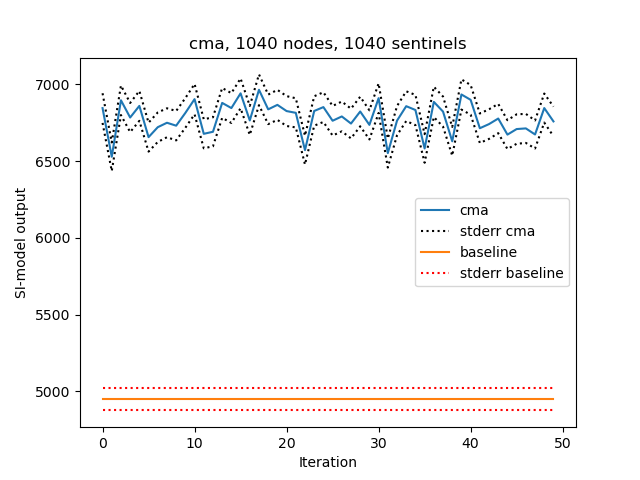 cma, 1040 nodes, 1040 sentinels
SI-model output
7000
6500
6000
5500
5000
cma
stderr cma
baseline
stderr baseline
0
10
20
30
40
50
Iteration